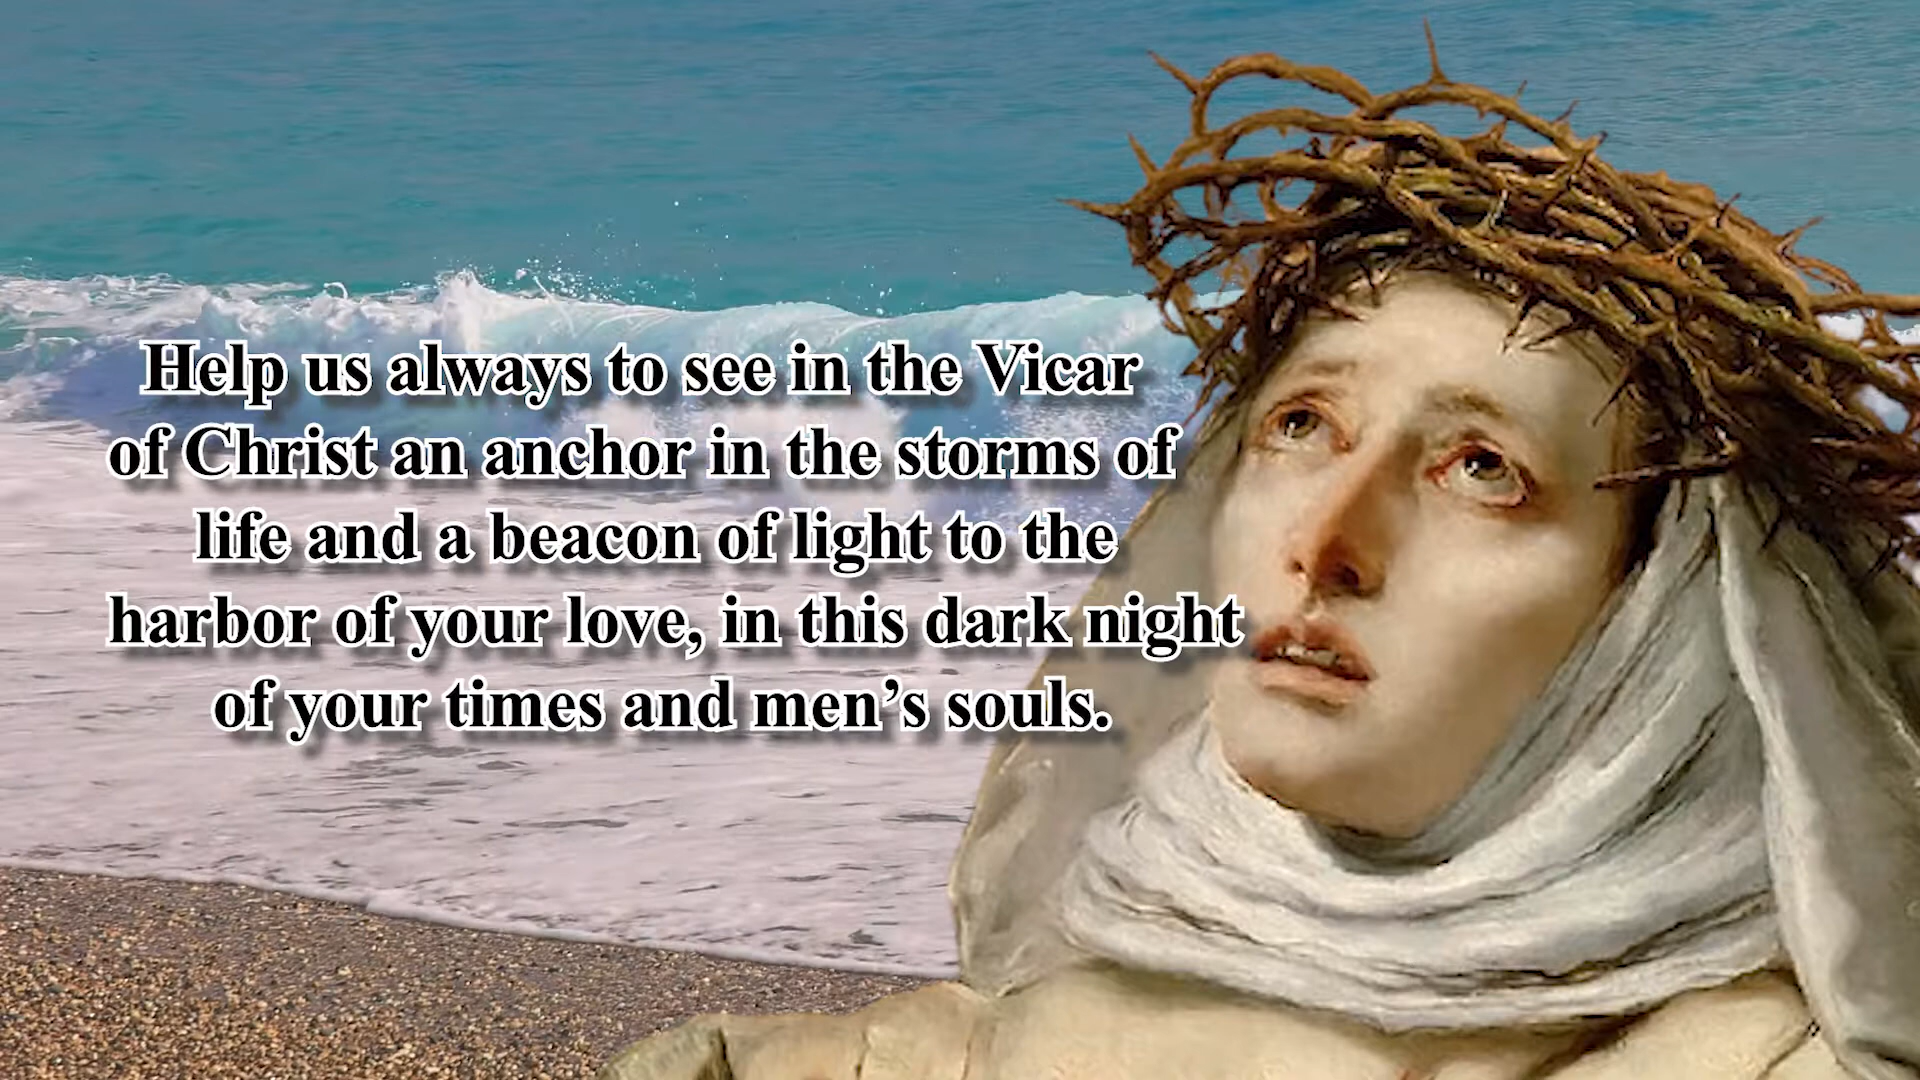 Help us always to see in the Vicar
of Christ an anchor in the storms of
life and a beacon of light to the
harbor of your love, in this dark night
of your times and men’s souls.